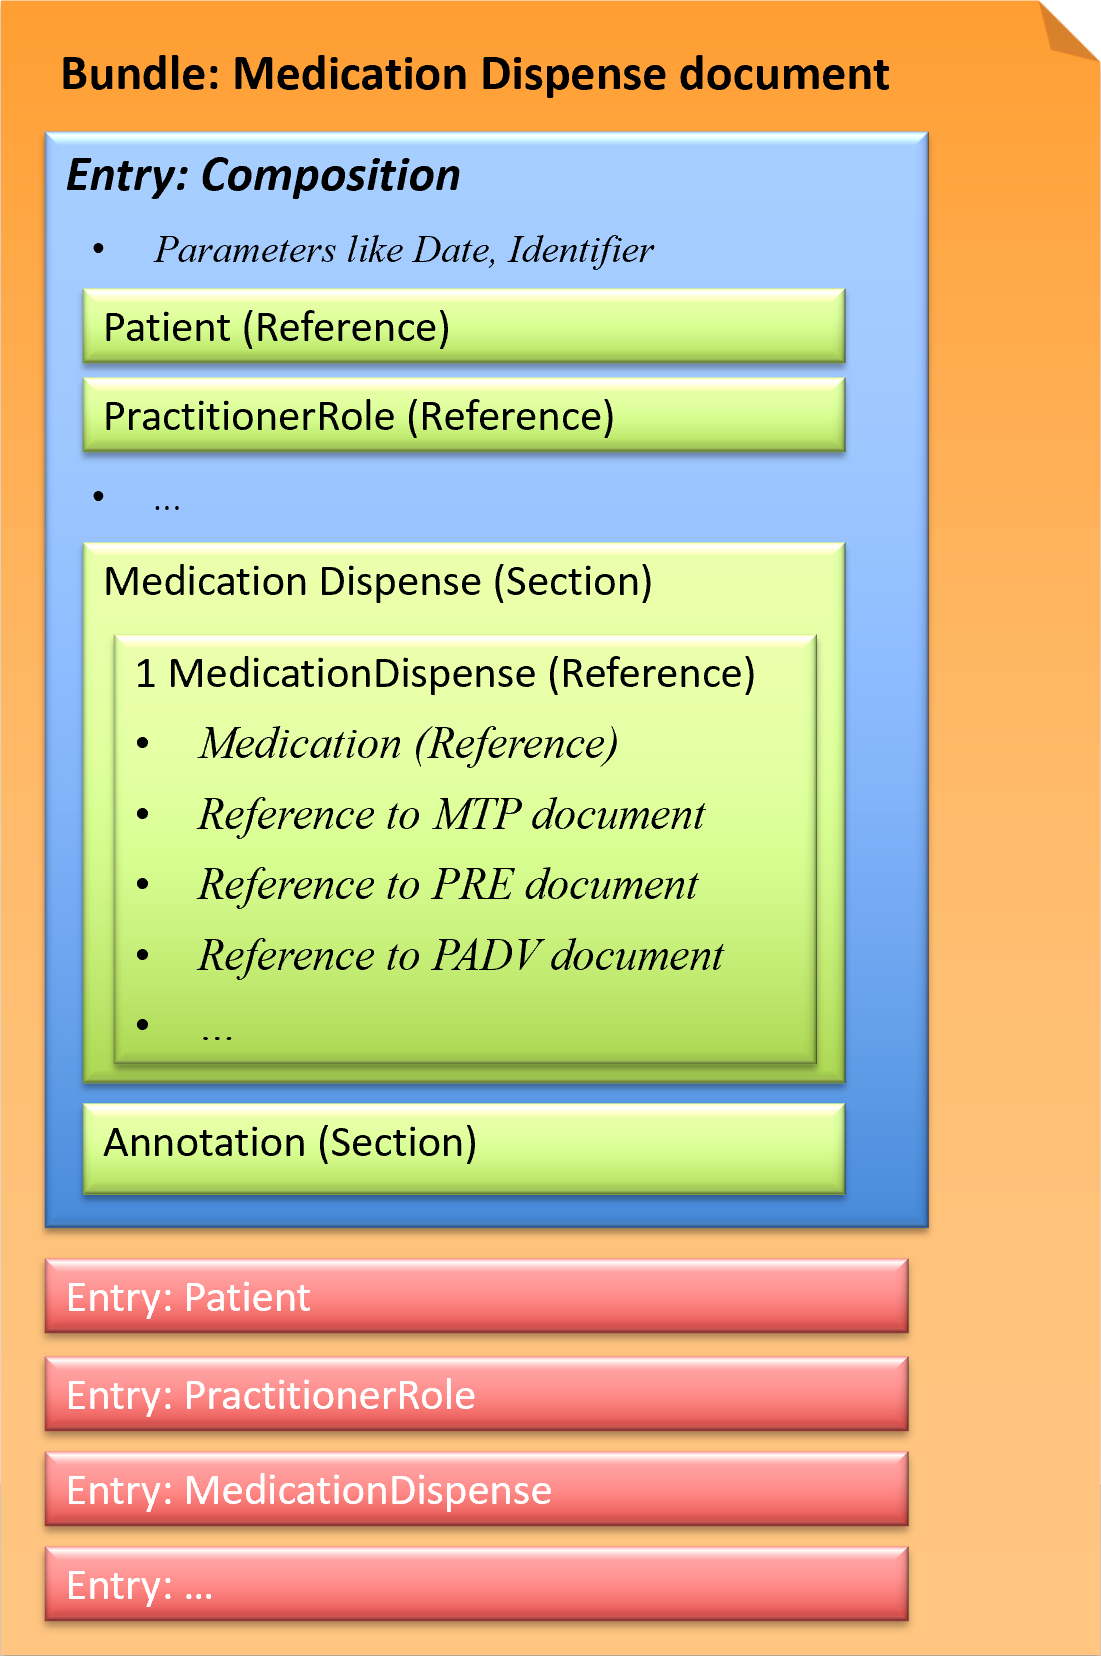 Bundle: Medication Dispense document
Entry: Composition
• Parameters like Date, Identifier
Patient (Reference)
PractitionerRole (Reference)
• ...
Medication Dispense (Section)
1 MedicationDispense (Reference)
• Medication (Reference)
• Reference to MTP document
• Reference to PRE document
• Reference to PADV document
• ...
Annotation (Section)
Entry: Patient
Entry: PractitionerRole
Entry: MedicationDispense
Entry: ...